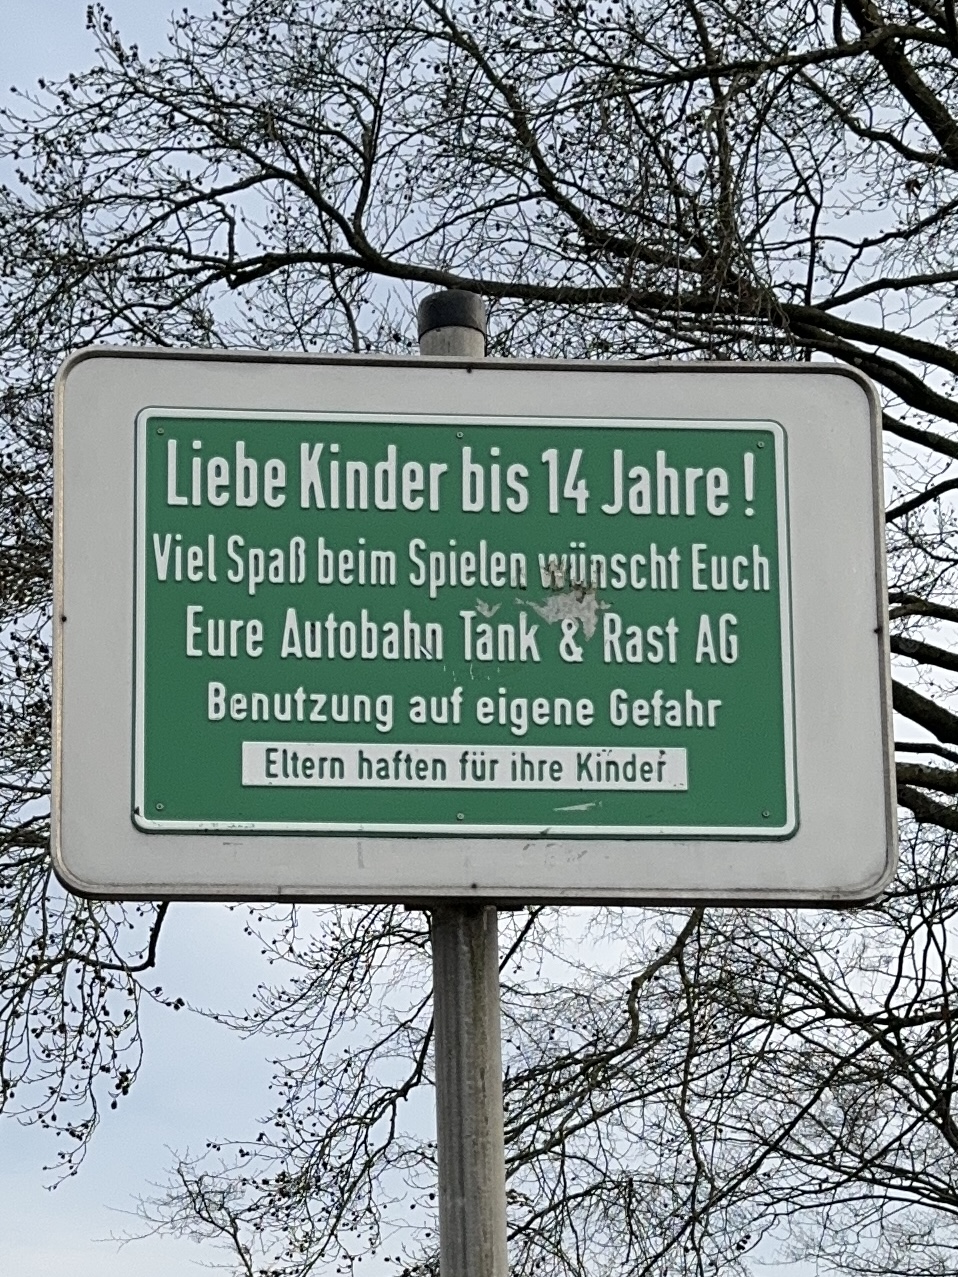 Liebe Kinder bis 14 Jahre!
Viel Spaß beim Spielen wünscht Euch
Eure Autobahn Tank & Rast AG
Benutzung auf eigene Gefahr
Eltern haften für ihre Kinder